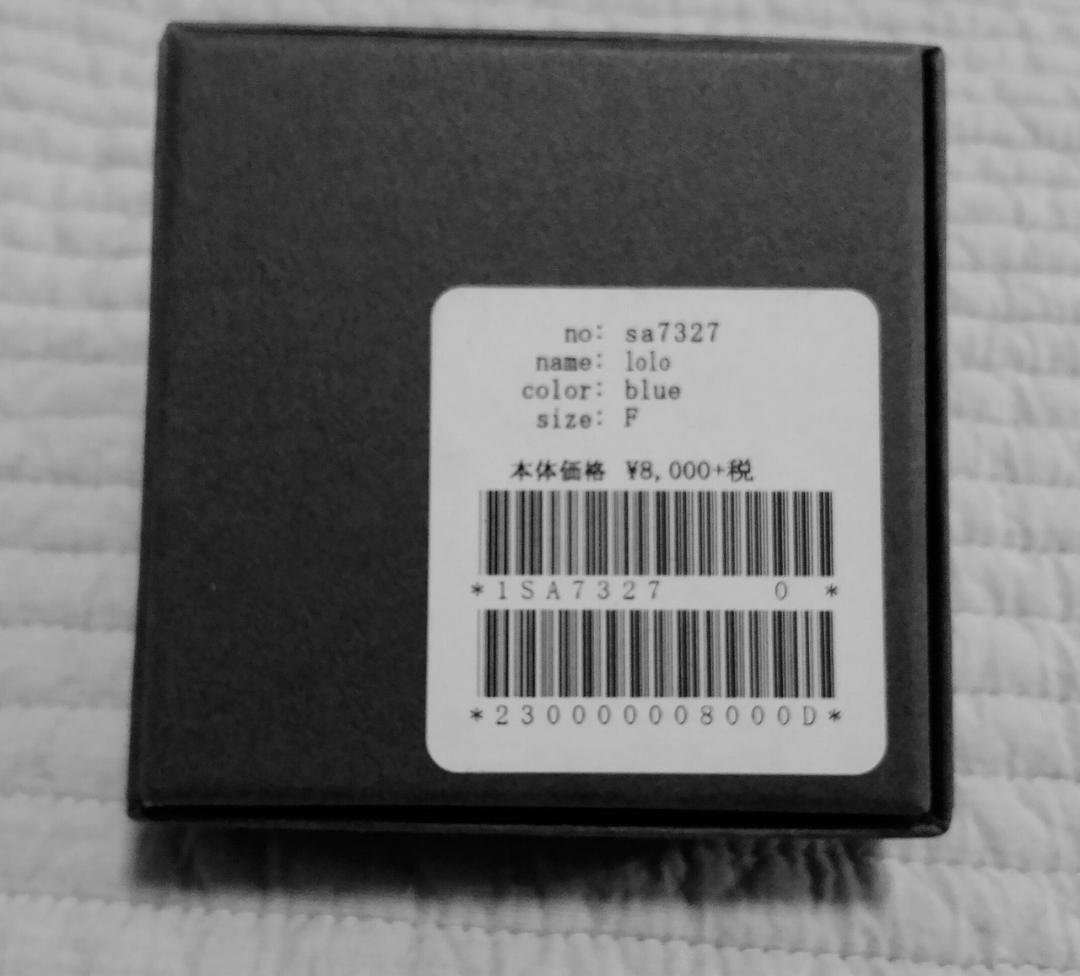 no: sa7327
name: lolo
color: blue
size: F
本体価格 ¥8,000+税
*1SA7327 0 *
*230000008000D*